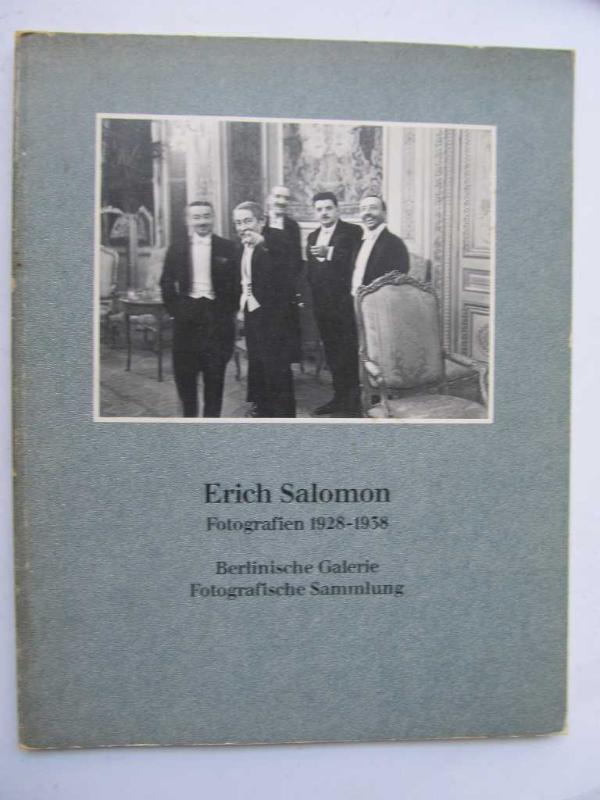 Erich Salomon
Fotografien 1928-1938
Berlinische Galerie
Fotografische Sammlung